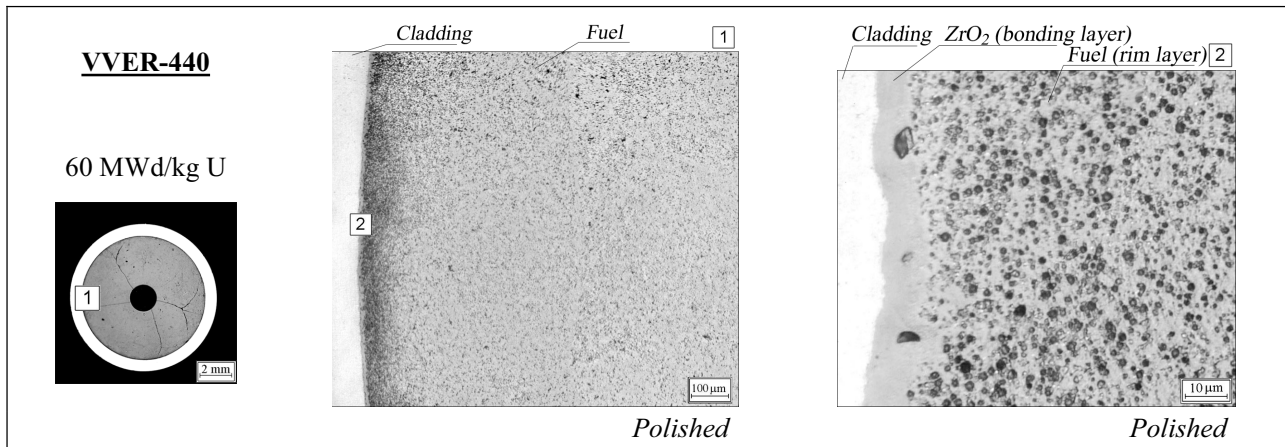 VVER-440
60 MWd/kg U
1
2 mm
Cladding
Fuel
1
2
100 µm
Polished
Cladding
ZrO₂ (bonding layer)
Fuel (rim layer)
2
10 µm
Polished